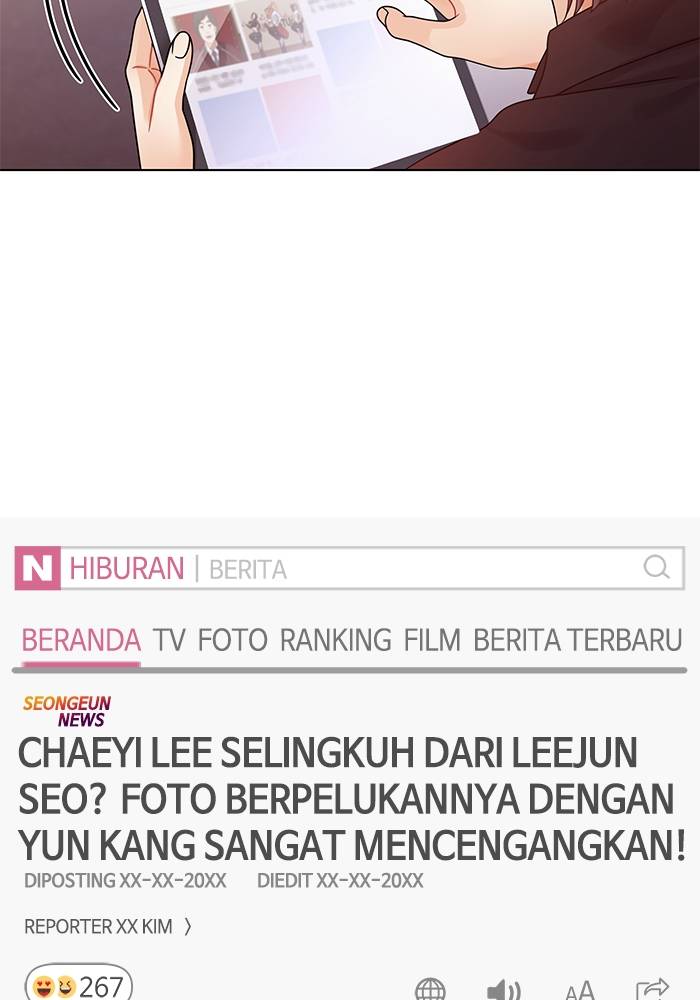 N HIBURAN | BERITA
BERANDA TV FOTO RANKING FILM BERITA TERBARU
SEONGEUN
NEWS
CHAEYI LEE SELINGKUH DARI LEEJUN
SEO? FOTO BERPELUKANNYA DENGAN
YUN KANG SANGAT MENCENGANGKAN!
DIPOSTING XX-XX-20XX DIEDIT XX-XX-20XX
REPORTER XX KIM 〉
267 AA